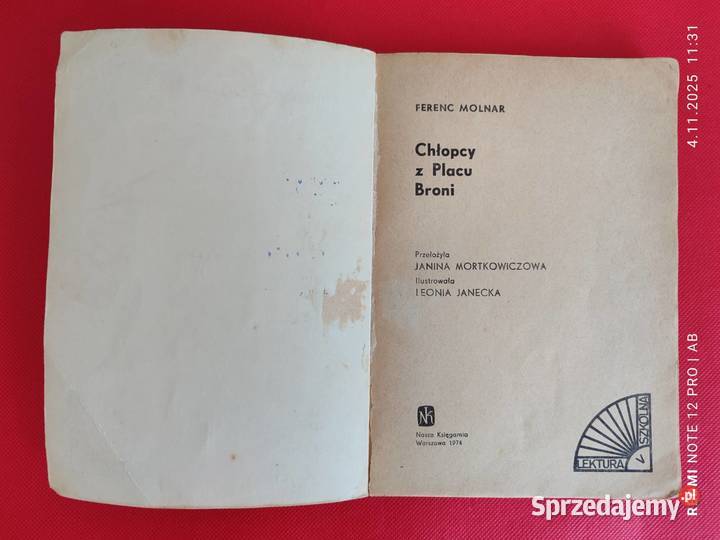 FERENC MOLNAR
Chłopcy
z Placu
Broni
Przełożyła
JANINA MORTKOWICZOWA
Ilustrowała
LEONIA JANECKA
NK
Nasza Księgarnia
Warszawa 1974
LEKTURA V SZKOLNA
4.11.2025 11:31
REDMI NOTE 12 PRO | AB
Sprzedajemy.pl